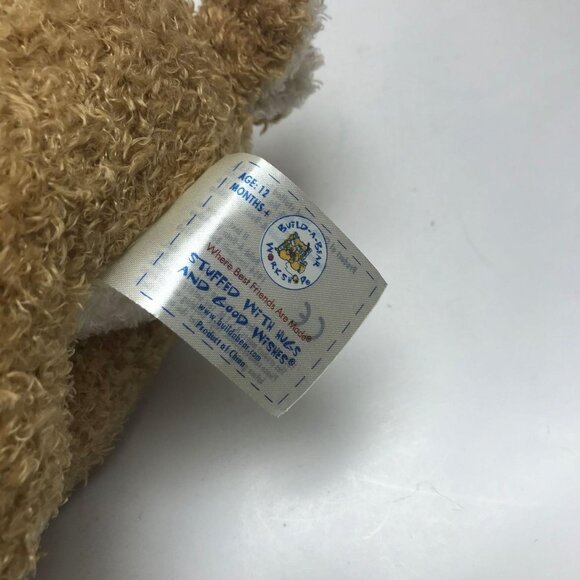 AGE: 12
MONTHS+
BUILD-A-BEAR
WORKSHOP
Where Best Friends Are Made®
STUFFED WITH HUGS
AND GOOD WISHES®
www.buildabear.com
Product of China
CE